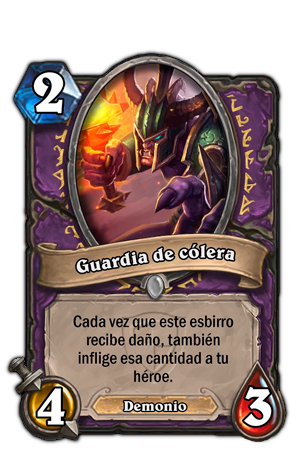 2
Guardia de cólera
Cada vez que este esbirro
recibe daño, también
inflige esa cantidad a tu
héroe.
4
Demonio
3